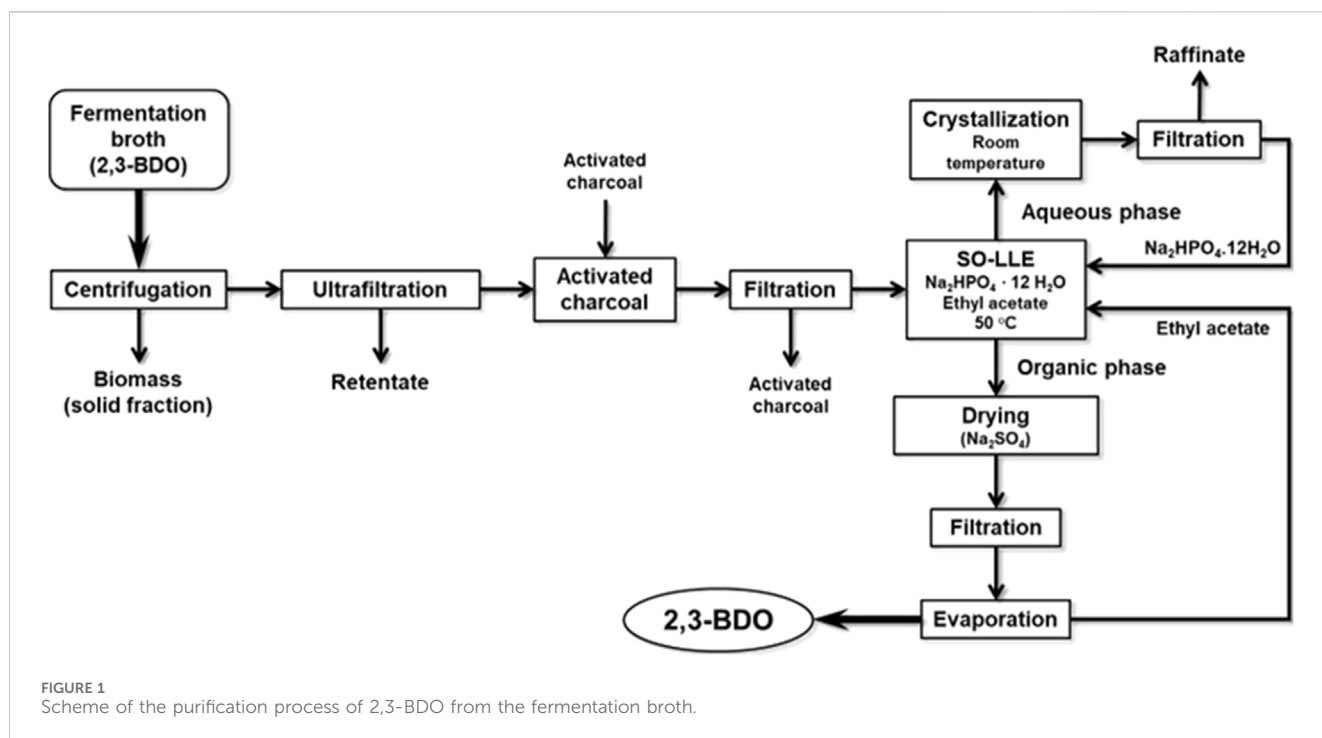 Fermentation
broth
(2,3-BDO)
Centrifugation
Biomass
(solid fraction)
Ultrafiltration
Retentate
Activated
charcoal
Activated
charcoal
Filtration
Activated
charcoal
SO-LLE
Na₂HPO₄ · 12 H₂O
Ethyl acetate
50 °C
Aqueous phase
Crystallization
Room
temperature
Filtration
Raffinate
Na₂HPO₄.12H₂O
Ethyl acetate
Organic phase
Drying
(Na₂SO₄)
Filtration
Evaporation
2,3-BDO
FIGURE 1
Scheme of the purification process of 2,3-BDO from the fermentation broth.